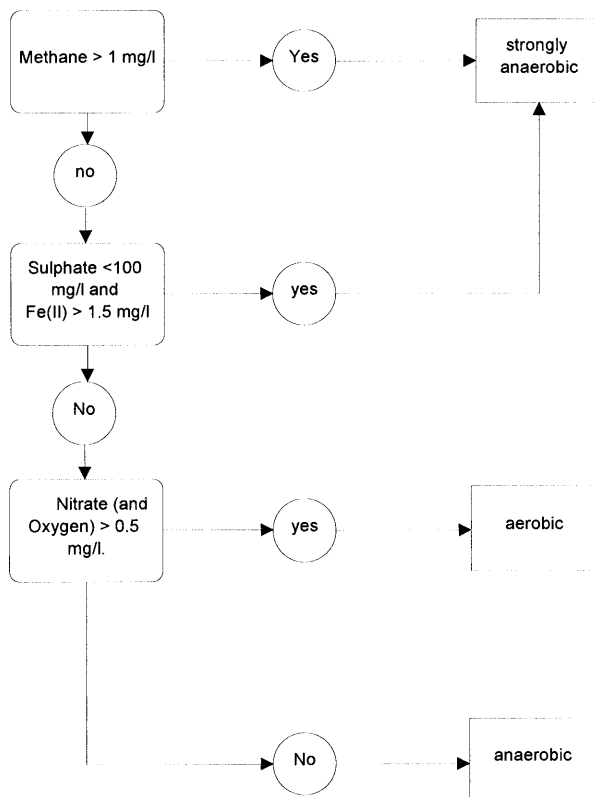 Methane > 1 mg/l
Yes
strongly
anaerobic
no
Sulphate <100
mg/l and
Fe(II) > 1.5 mg/l
yes
No
Nitrate (and
Oxygen) > 0.5
mg/l.
yes
aerobic
No
anaerobic